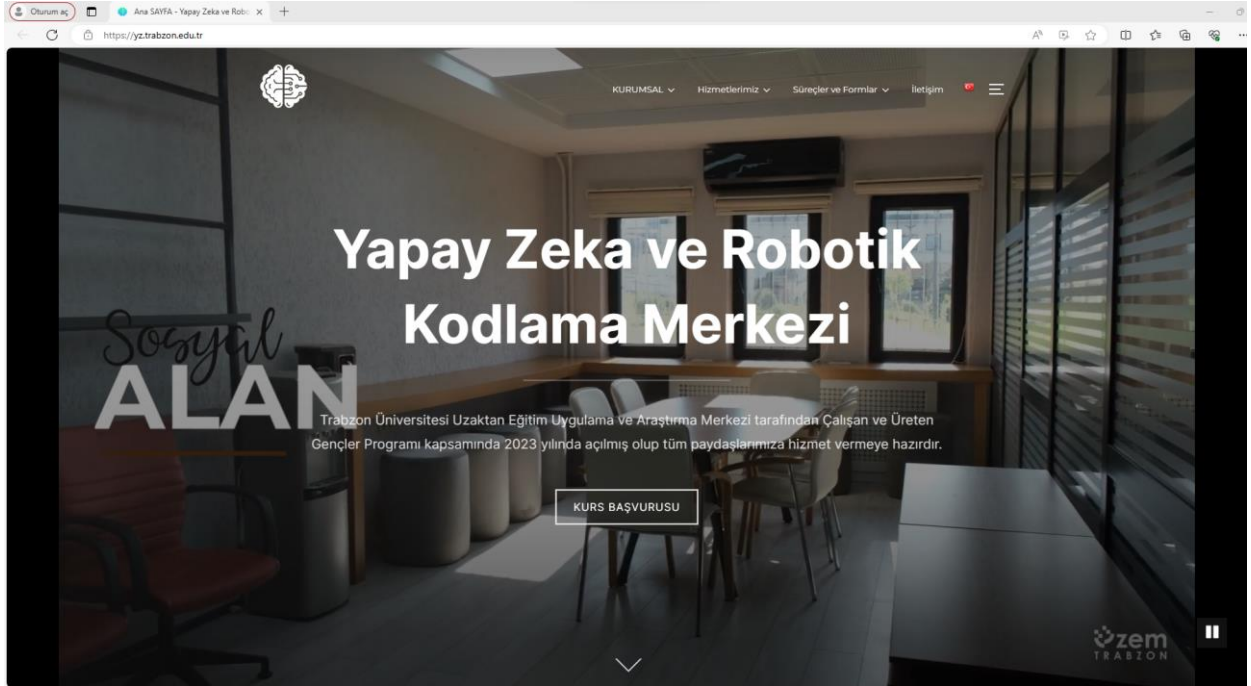 Oturum aç
Ana SAYFA - Yapay Zeka ve Robo
https://yz.trabzon.edu.tr
KURUMSAL
Hizmetlerimiz
Süreçler ve Formlar
İletişim
Yapay Zeka ve Robotik
Kodlama Merkezi
Sosyal
ALAN
Trabzon Üniversitesi Uzaktan Eğitim Uygulama ve Araştırma Merkezi tarafından Çalışan ve Üreten
Gençler Programı kapsamında 2023 yılında açılmış olup tüm paydaşlarımıza hizmet vermeye hazırdır.
KURS BAŞVURUSU
üzem
TRABZON